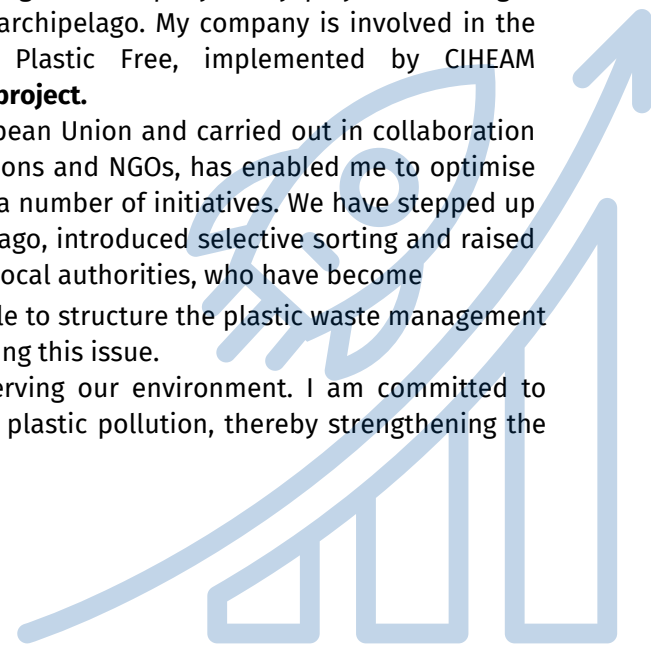 archipelago. My company is involved in the
Plastic Free, implemented by CIHEAM
project.
pean Union and carried out in collaboration
ons and NGOs, has enabled me to optimise
a number of initiatives. We have stepped up
ago, introduced selective sorting and raised
ocal authorities, who have become
le to structure the plastic waste management
ng this issue.
erving our environment. I am committed to
plastic pollution, thereby strengthening the